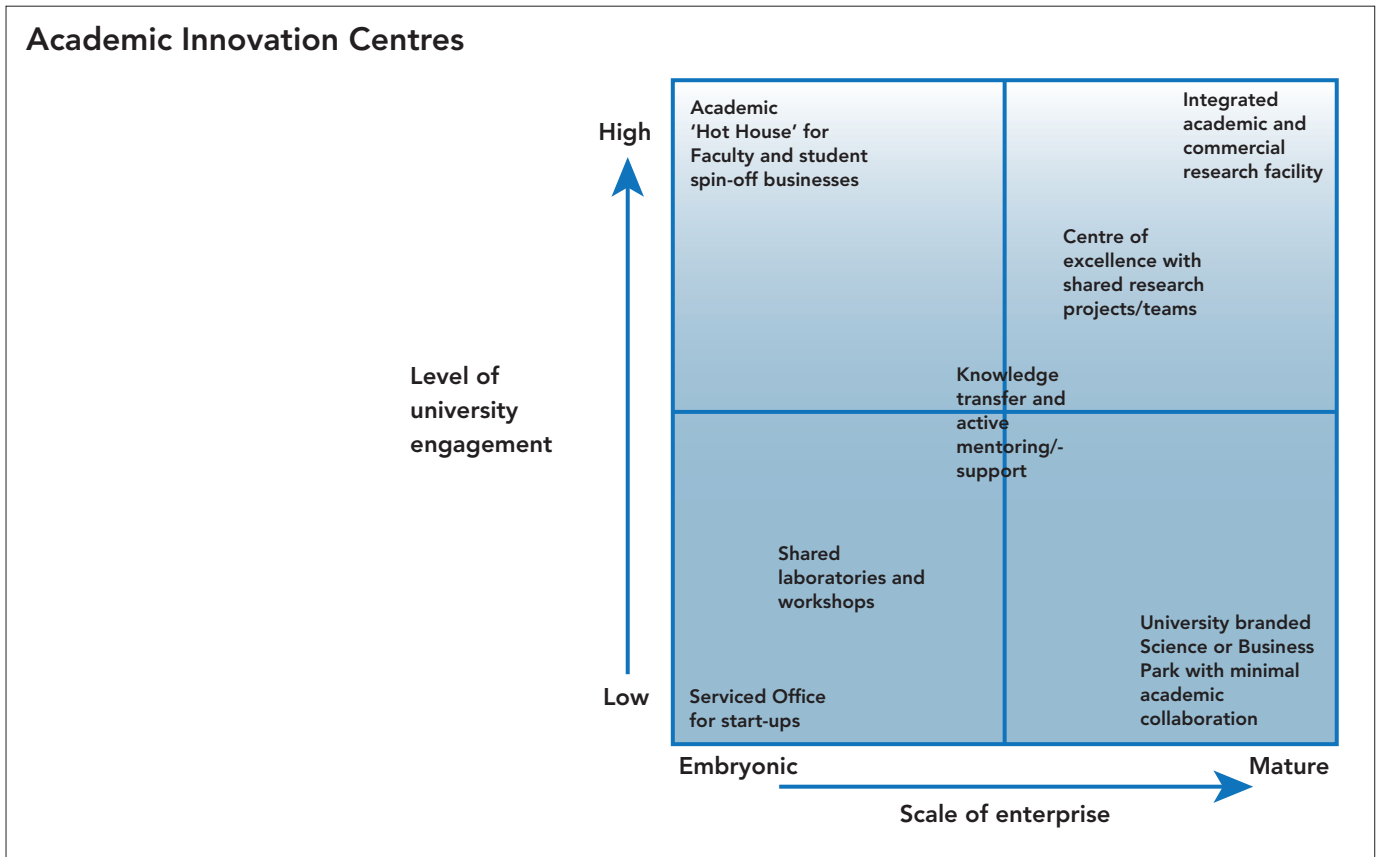 Academic Innovation Centres
High
Academic
‘Hot House’ for
Faculty and student
spin-off businesses
Integrated
academic and
commercial
research facility
Centre of
excellence with
shared research
projects/teams
Level of
university
engagement
Knowledge
transfer and
active
mentoring/-
support
Shared
laboratories and
workshops
University branded
Science or Business
Park with minimal
academic
collaboration
Low
Serviced Office
for start-ups
Embryonic
Mature
Scale of enterprise